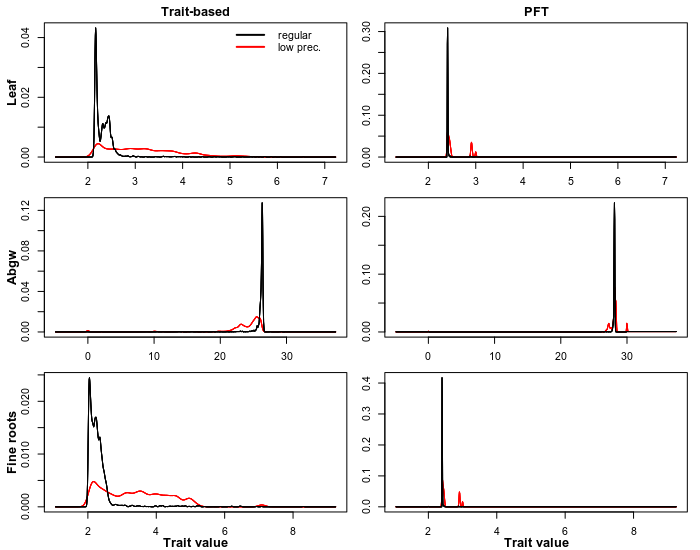 Trait-based PFT
regular
low prec.
Leaf
0.00 0.02 0.04
0.00 0.10 0.20 0.30
2 3 4 5 6 7
2 3 4 5 6 7
Abgw
0.00 0.04 0.08 0.12
0.00 0.10 0.20
0 10 20 30
0 10 20 30
Fine roots
0.000 0.010 0.020
0.0 0.1 0.2 0.3 0.4
2 4 6 8
2 4 6 8
Trait value Trait value